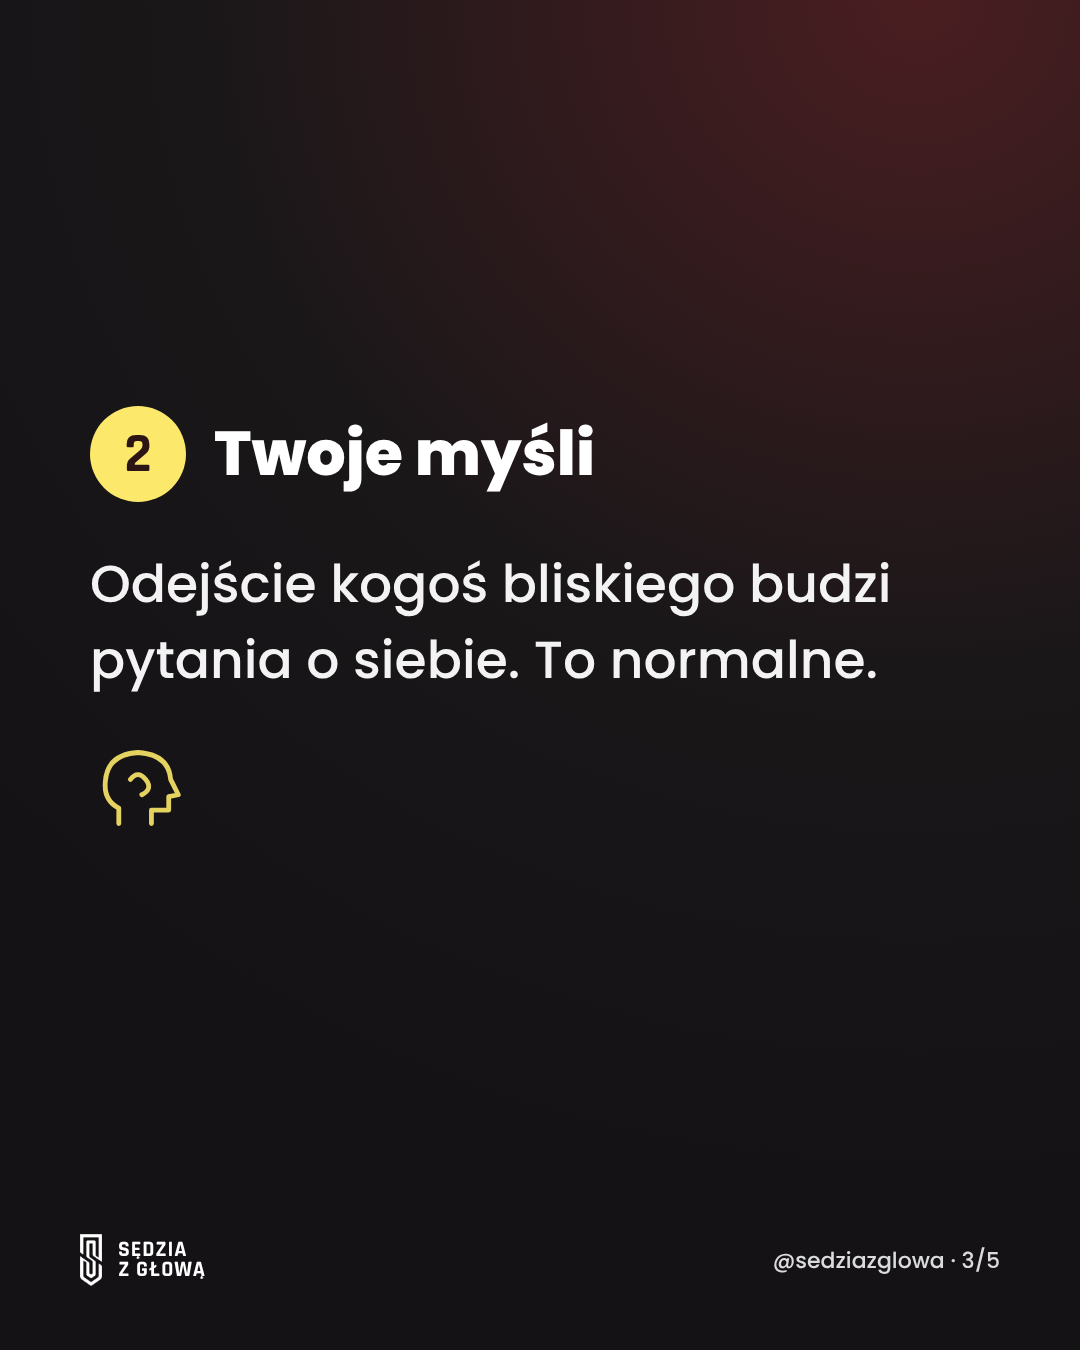 2 Twoje myśli
Odejście kogoś bliskiego budzi
pytania o siebie. To normalne.
SĘDZIA
Z GŁOWĄ
@sedziazglowa · 3/5